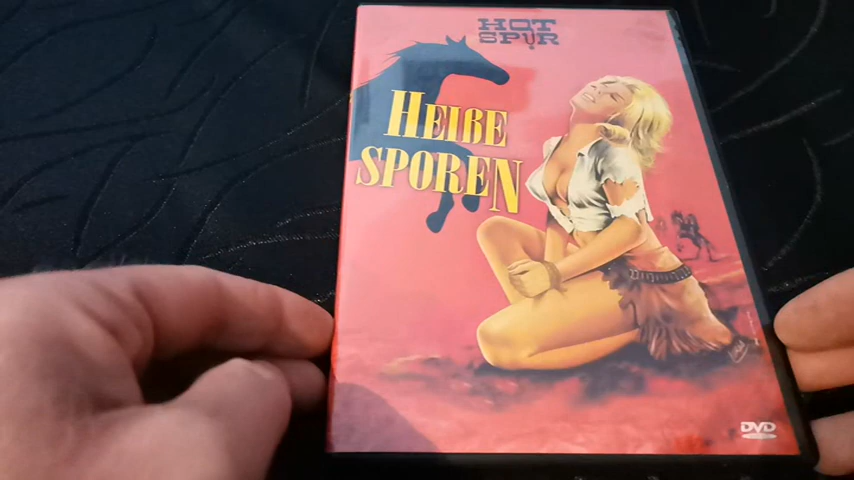 HOT
SPUR
HEIßE
SPOREN
DVD